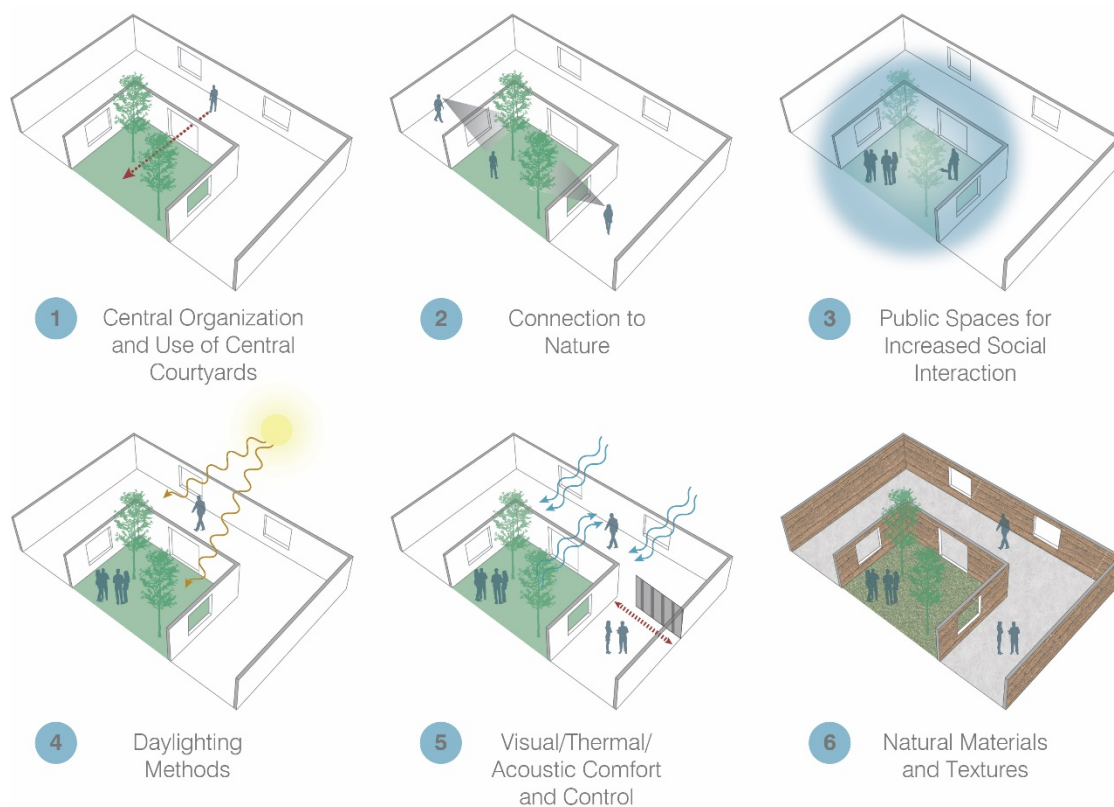 1
Central Organization
and Use of Central
Courtyards
2
Connection to
Nature
3
Public Spaces for
Increased Social
Interaction
4
Daylighting
Methods
5
Visual/Thermal/
Acoustic Comfort
and Control
6
Natural Materials
and Textures